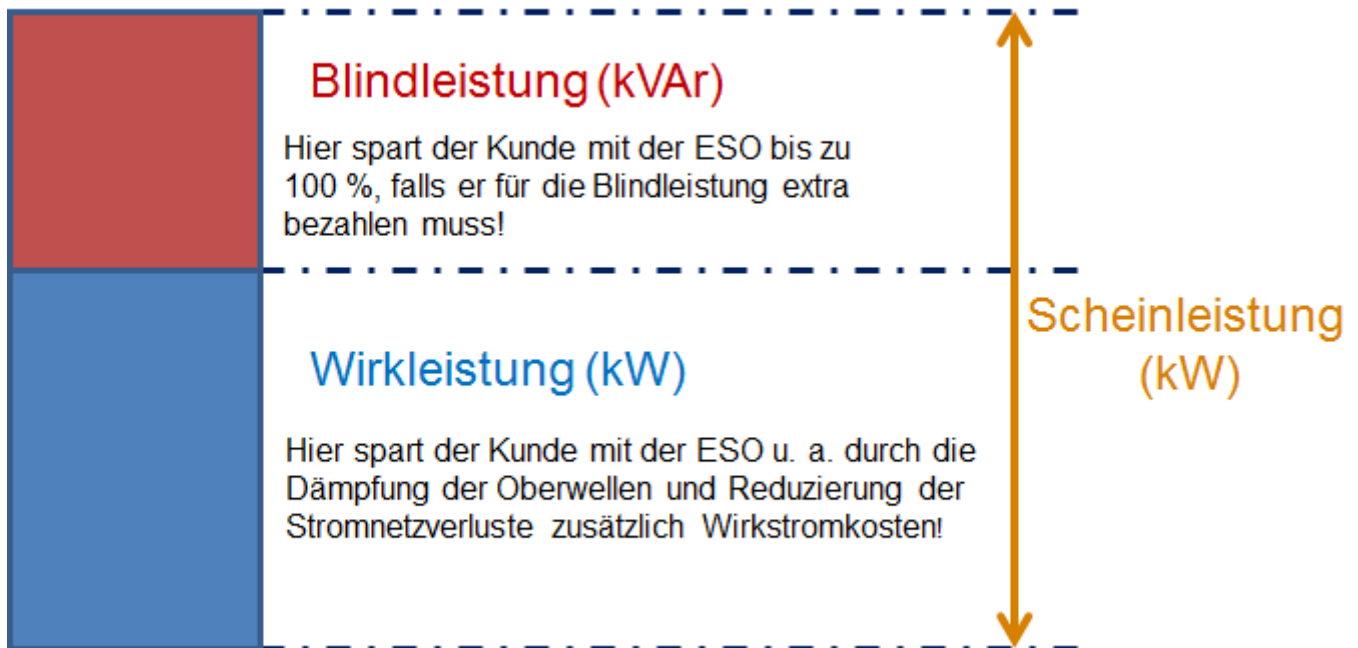 Blindleistung (kVAr)
Hier spart der Kunde mit der ESO bis zu
100 %, falls er für die Blindleistung extra
bezahlen muss!
Scheinleistung
(kW)
Wirkleistung (kW)
Hier spart der Kunde mit der ESO u. a. durch die
Dämpfung der Oberwellen und Reduzierung der
Stromnetzverluste zusätzlich Wirkstromkosten!